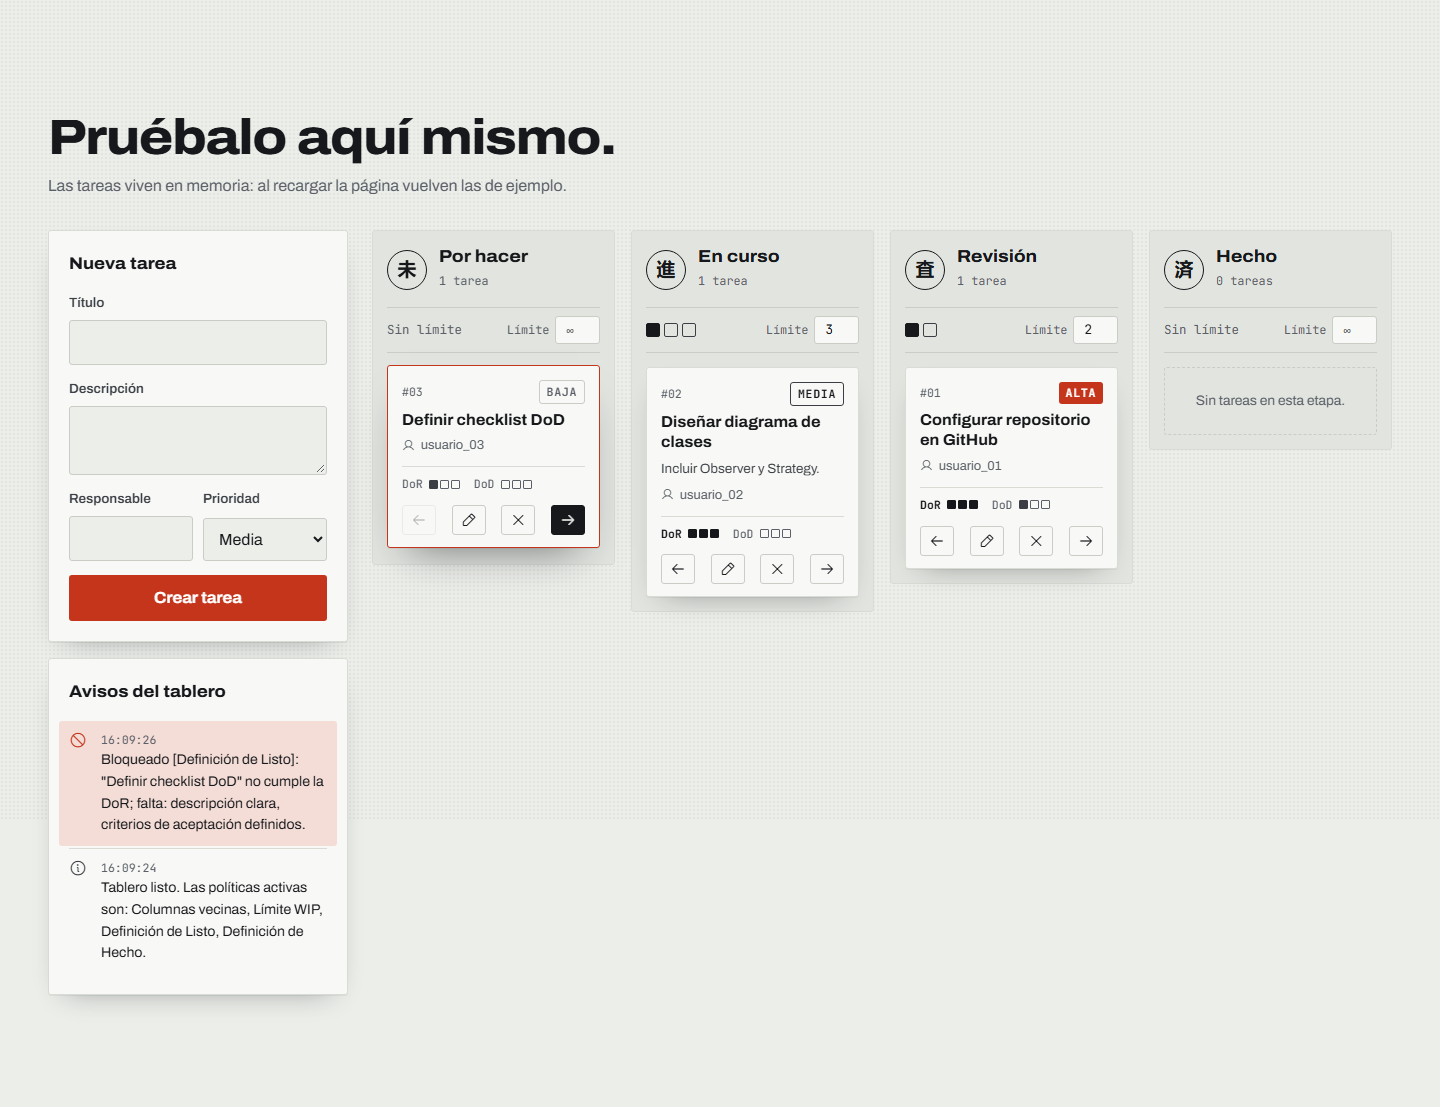 Pruébalo aquí mismo.
Las tareas viven en memoria: al recargar la página vuelven las de ejemplo.
Nueva tarea
Título
Descripción
Responsable
Prioridad
Media
Crear tarea
Avisos del tablero
16:09:26
Bloqueado [Definición de Listo]:
"Definir checklist DoD" no cumple la
DoR; falta: descripción clara,
criterios de aceptación definidos.
16:09:24
Tablero listo. Las políticas activas
son: Columnas vecinas, Límite WIP,
Definición de Listo, Definición de
Hecho.
未
Por hacer
1 tarea
Sin límite
Límite
∞
#03
BAJA
Definir checklist DoD
usuario_03
DoR
DoD
進
En curso
1 tarea
Límite
3
#02
MEDIA
Diseñar diagrama de
clases
Incluir Observer y Strategy.
usuario_02
DoR
DoD
査
Revisión
1 tarea
Límite
2
#01
ALTA
Configurar repositorio
en GitHub
usuario_01
DoR
DoD
済
Hecho
0 tareas
Sin límite
Límite
∞
Sin tareas en esta etapa.